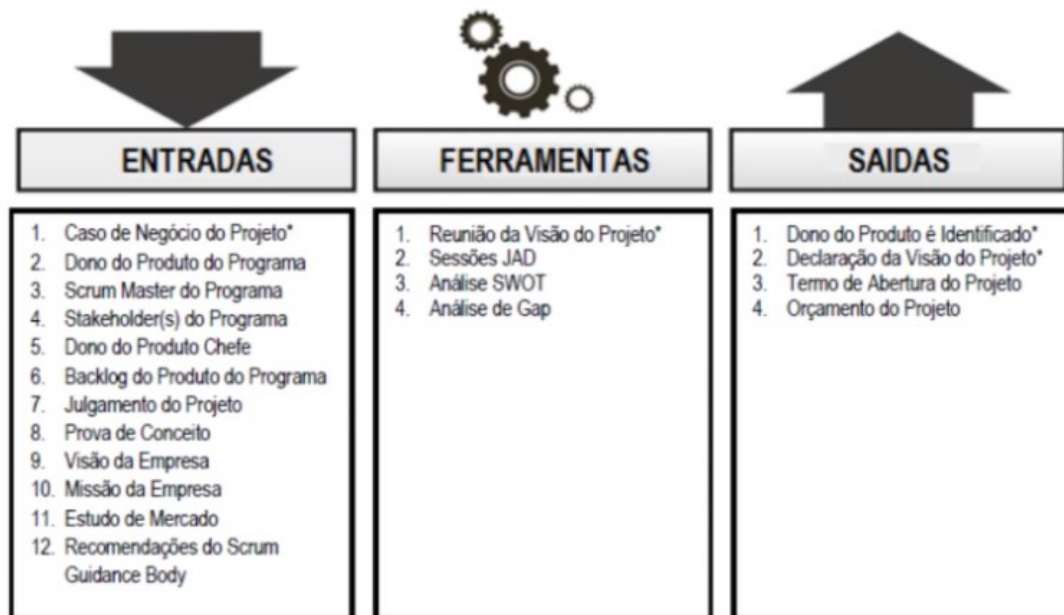 ENTRADAS
1. Caso de Negócio do Projeto*
2. Dono do Produto do Programa
3. Scrum Master do Programa
4. Stakeholder(s) do Programa
5. Dono do Produto Chefe
6. Backlog do Produto do Programa
7. Julgamento do Projeto
8. Prova de Conceito
9. Visão da Empresa
10. Missão da Empresa
11. Estudo de Mercado
12. Recomendações do Scrum
Guidance Body
FERRAMENTAS
1. Reunião da Visão do Projeto*
2. Sessões JAD
3. Análise SWOT
4. Análise de Gap
SAIDAS
1. Dono do Produto é Identificado*
2. Declaração da Visão do Projeto*
3. Termo de Abertura do Projeto
4. Orçamento do Projeto